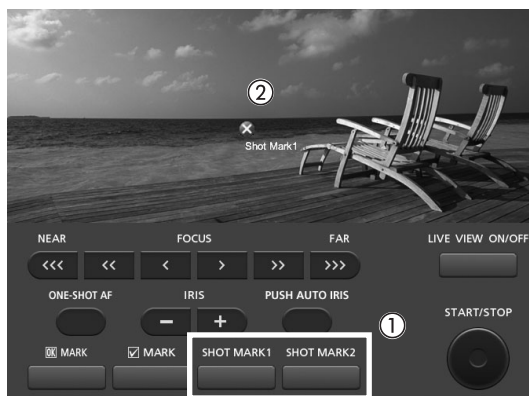 ②
Shot Mark1
NEAR FOCUS FAR LIVE VIEW ON/OFF
<<< << < > >> >>>
ONE-SHOT AF IRIS PUSH AUTO IRIS
− +
① START/STOP
OK MARK ☑ MARK SHOT MARK1 SHOT MARK2